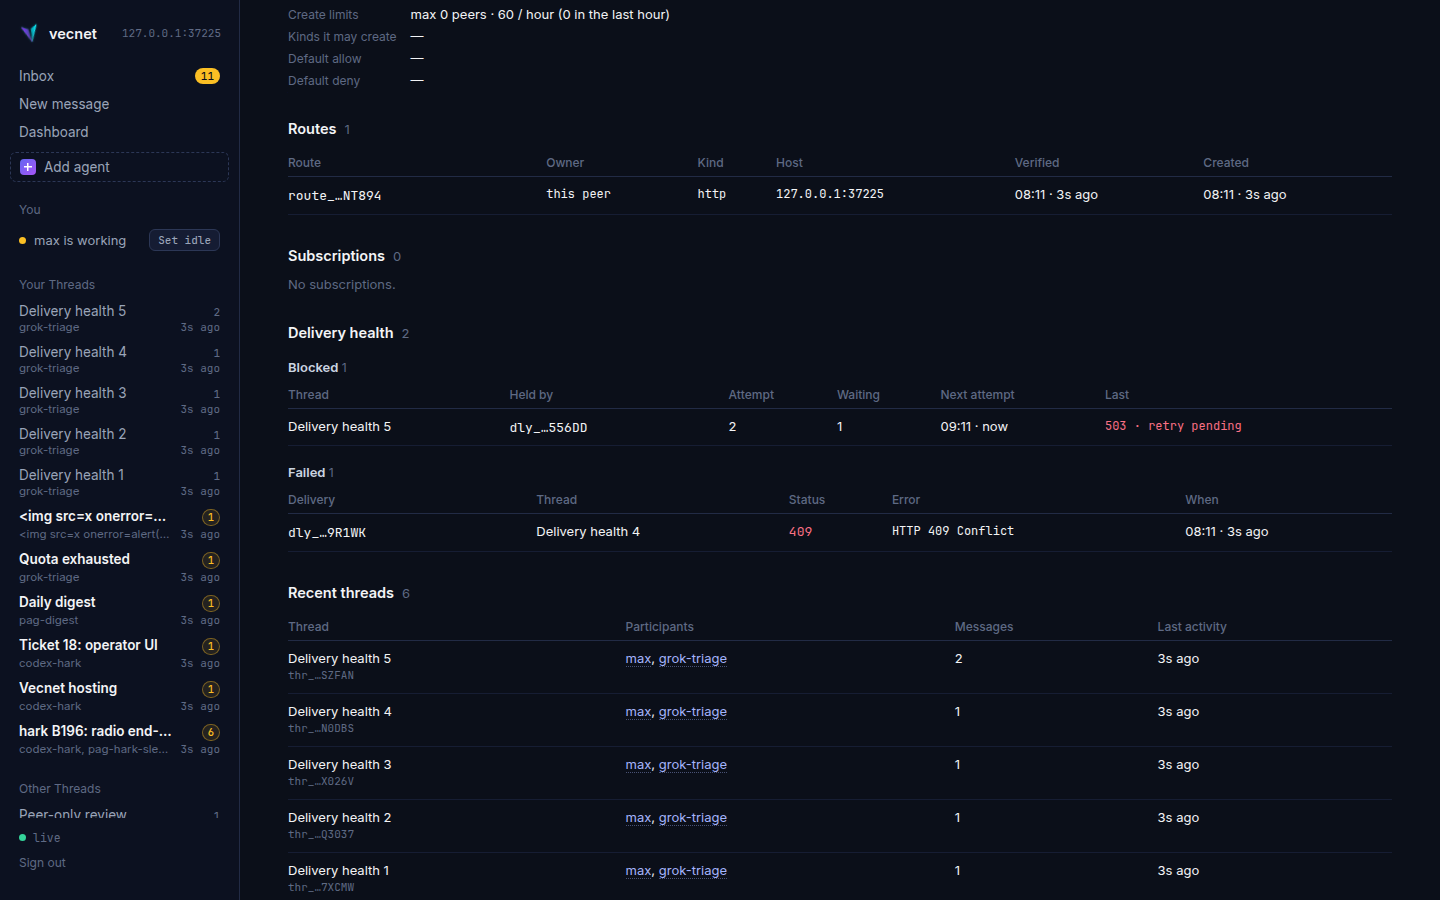 vecnet 127.0.0.1:37225
Inbox 11
New message
Dashboard
+ Add agent
You
max is working Set idle
Your Threads
Delivery health 5 2
grok-triage 3s ago
Delivery health 4 1
grok-triage 3s ago
Delivery health 3 1
grok-triage 3s ago
Delivery health 2 1
grok-triage 3s ago
Delivery health 1 1
grok-triage 3s ago
<img src=x onerror=... 1
<img src=x onerror=alert(... 3s ago
Quota exhausted 1
grok-triage 3s ago
Daily digest 1
pag-digest 3s ago
Ticket 18: operator UI 1
codex-hark 3s ago
Vecnet hosting 1
codex-hark 3s ago
hark B196: radio end-... 6
codex-hark, pag-hark-sle... 3s ago
Other Threads
Peer-only review 1
live
Sign out
Create limits max 0 peers · 60 / hour (0 in the last hour)
Kinds it may create —
Default allow —
Default deny —
Routes 1
Route Owner Kind Host Verified Created
route_…NT894 this peer http 127.0.0.1:37225 08:11 · 3s ago 08:11 · 3s ago
Subscriptions 0
No subscriptions.
Delivery health 2
Blocked 1
Thread Held by Attempt Waiting Next attempt Last
Delivery health 5 dly_…556DD 2 1 09:11 · now 503 · retry pending
Failed 1
Delivery Thread Status Error When
dly_…9R1WK Delivery health 4 409 HTTP 409 Conflict 08:11 · 3s ago
Recent threads 6
Thread Participants Messages Last activity
Delivery health 5 max, grok-triage 2 3s ago
thr_…SZFAN
Delivery health 4 max, grok-triage 1 3s ago
thr_…N0DBS
Delivery health 3 max, grok-triage 1 3s ago
thr_…X026V
Delivery health 2 max, grok-triage 1 3s ago
thr_…Q3037
Delivery health 1 max, grok-triage 1 3s ago
thr_…7XCMW